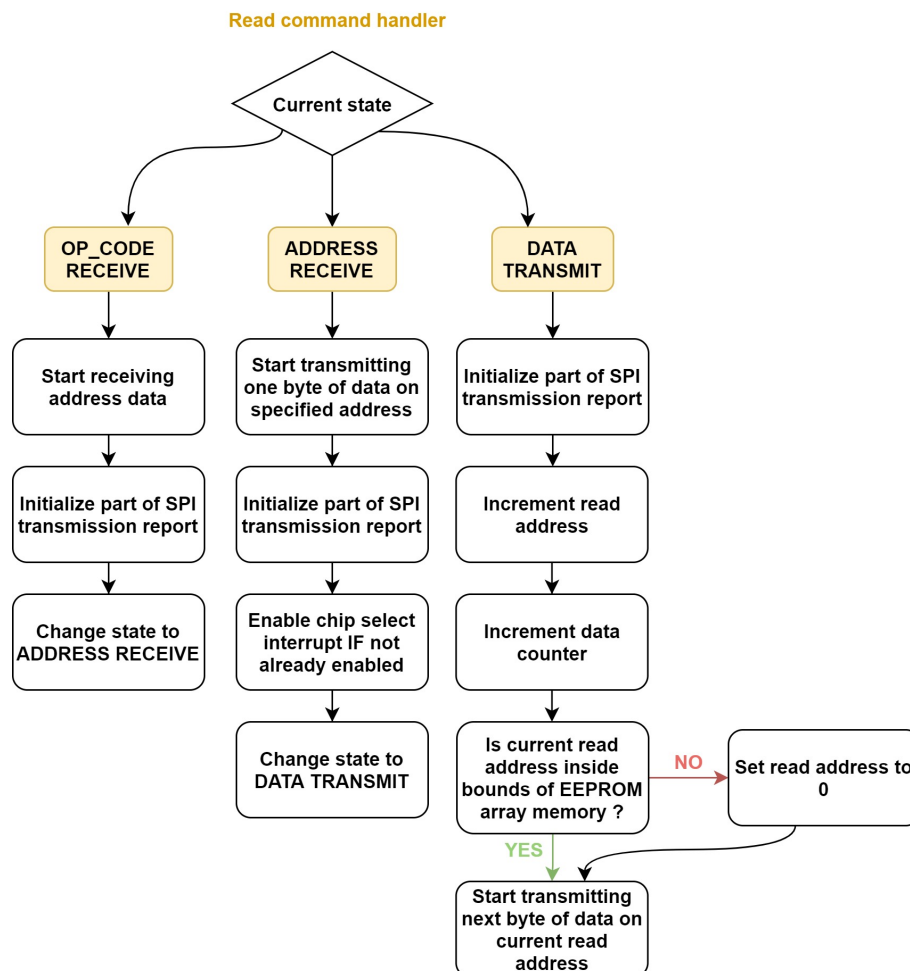 Read command handler
Current state
OP_CODE
RECEIVE
Start receiving
address data
Initialize part of SPI
transmission report
Change state to
ADDRESS RECEIVE
ADDRESS
RECEIVE
Start transmitting
one byte of data on
specified address
Initialize part of SPI
transmission report
Enable chip select
interrupt IF not
already enabled
Change state to
DATA TRANSMIT
DATA
TRANSMIT
Initialize part of SPI
transmission report
Increment read
address
Increment data
counter
Is current read
address inside
bounds of EEPROM
array memory ?
NO
Set read address to
0
YES
Start transmitting
next byte of data on
current read
address